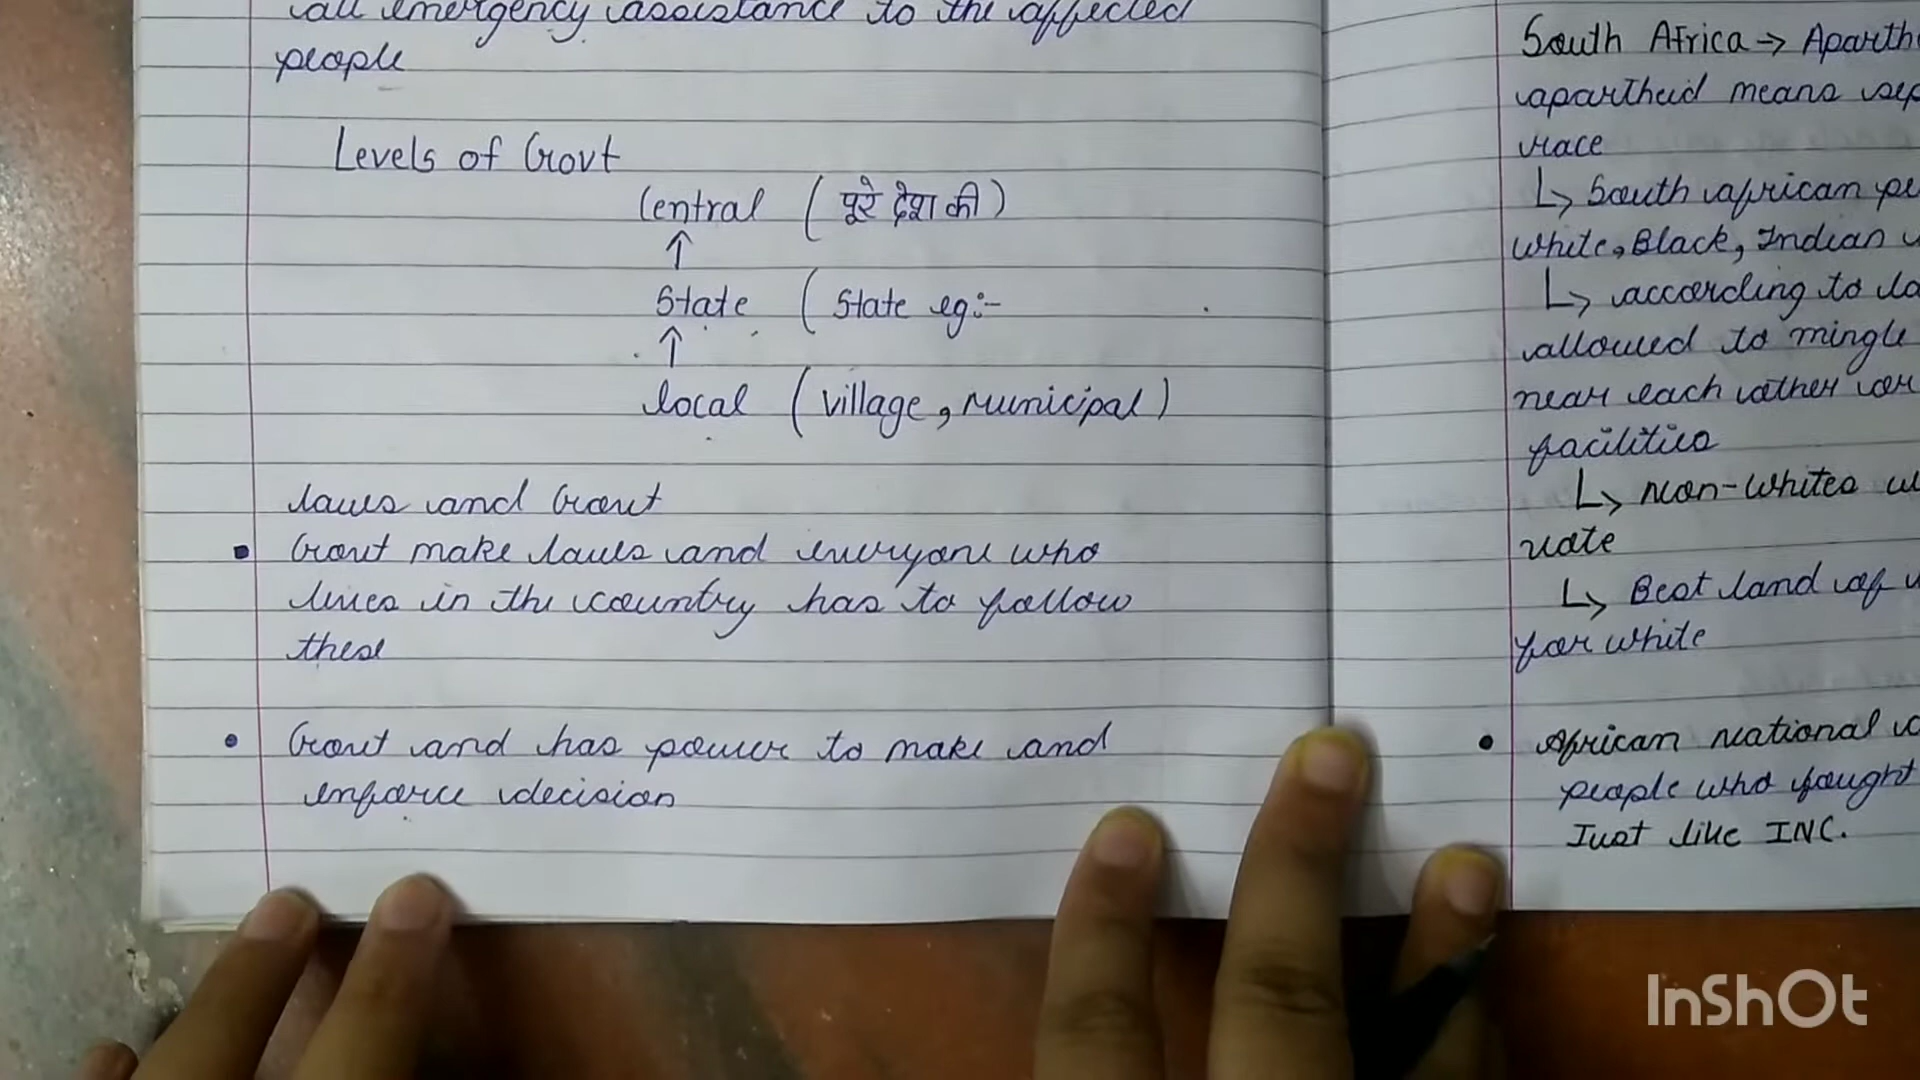 all emergency assistance to the affected
people
Levels of Govt
Central ( पूरे देश की )
↑
State ( State eg:-
↑
local ( village, municipal )
laws and Govt
• Govt make laws and everyone who
lives in the country has to follow
these
• Govt and has power to make and
enforce decision
South Africa →
apartheid means
race
↳ South african
White, Black, Indian
↳ according to
allowed to mingle
near each other or
facilities
↳ Non-Whites
vote
↳ Best land of
for white
• African national
people who fought
Just like INC.
InShOt